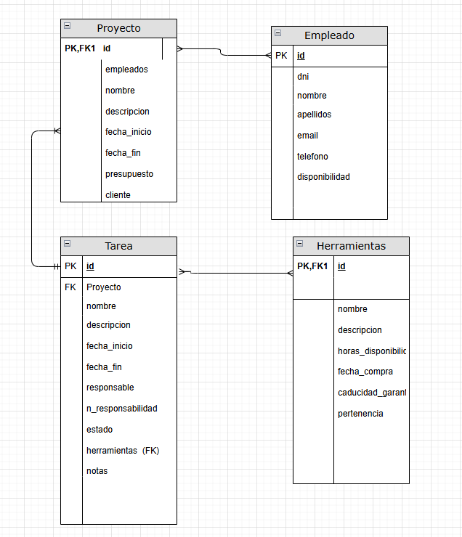 Proyecto
PK,FK1 id
empleados
nombre
descripcion
fecha_inicio
fecha_fin
presupuesto
cliente
Empleado
PK id
dni
nombre
apellidos
email
telefono
disponibilidad
Tarea
PK id
FK Proyecto
nombre
descripcion
fecha_inicio
fecha_fin
responsable
n_responsabilidad
estado
herramientas (FK)
notas
Herramientas
PK,FK1 id
nombre
descripcion
horas_disponibilic
fecha_compra
caducidad_garanl
pertenencia